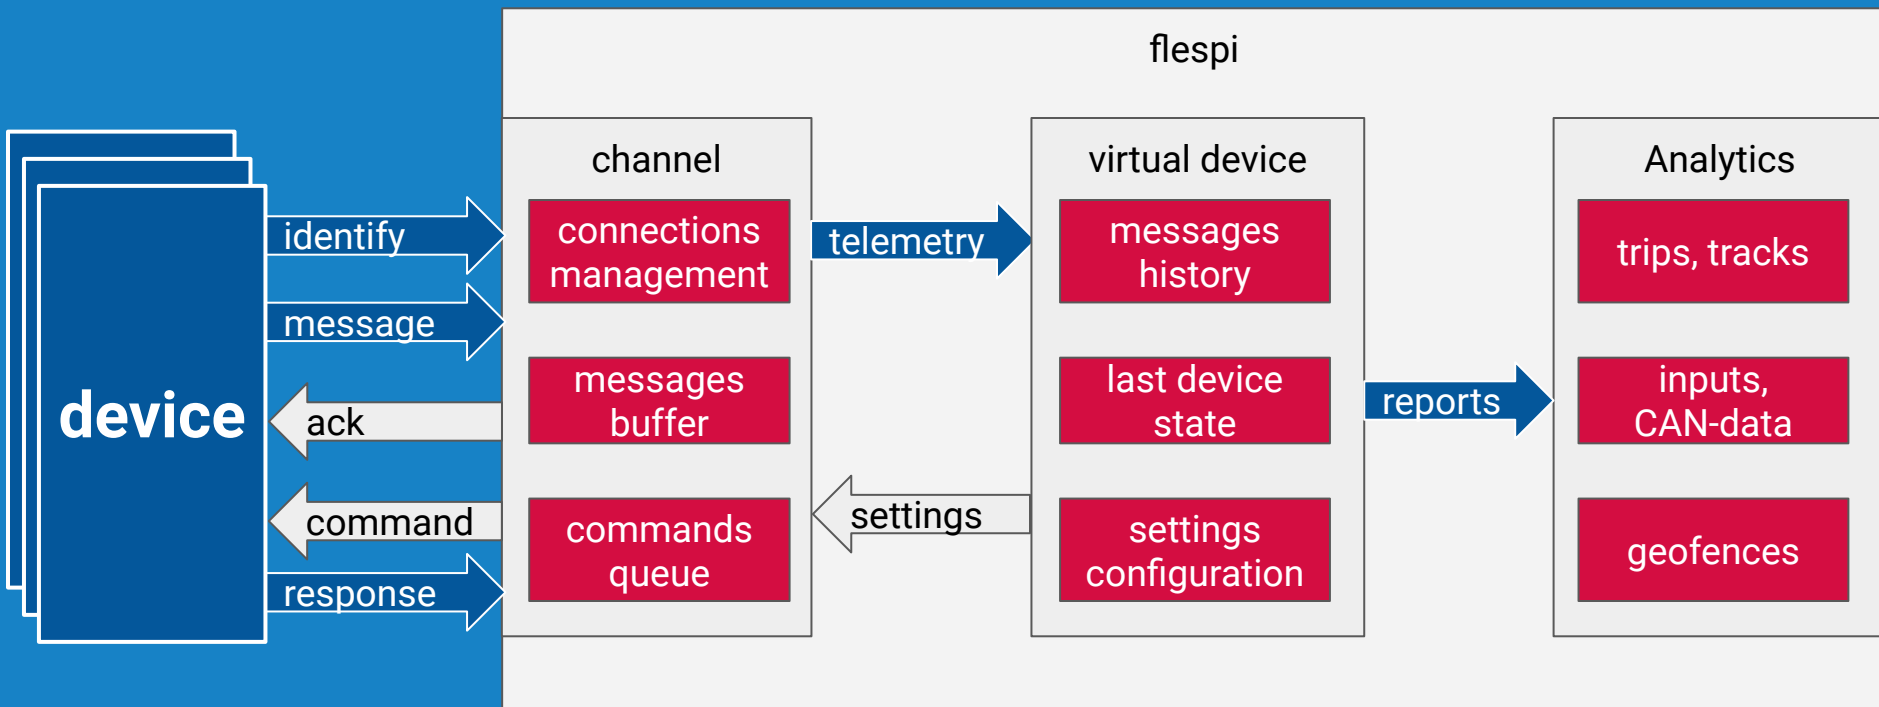 flespi
device
identify
message
ack
command
response
channel
connections
management
messages
buffer
commands
queue
telemetry
settings
virtual device
messages
history
last device
state
settings
configuration
reports
Analytics
trips, tracks
inputs,
CAN-data
geofences